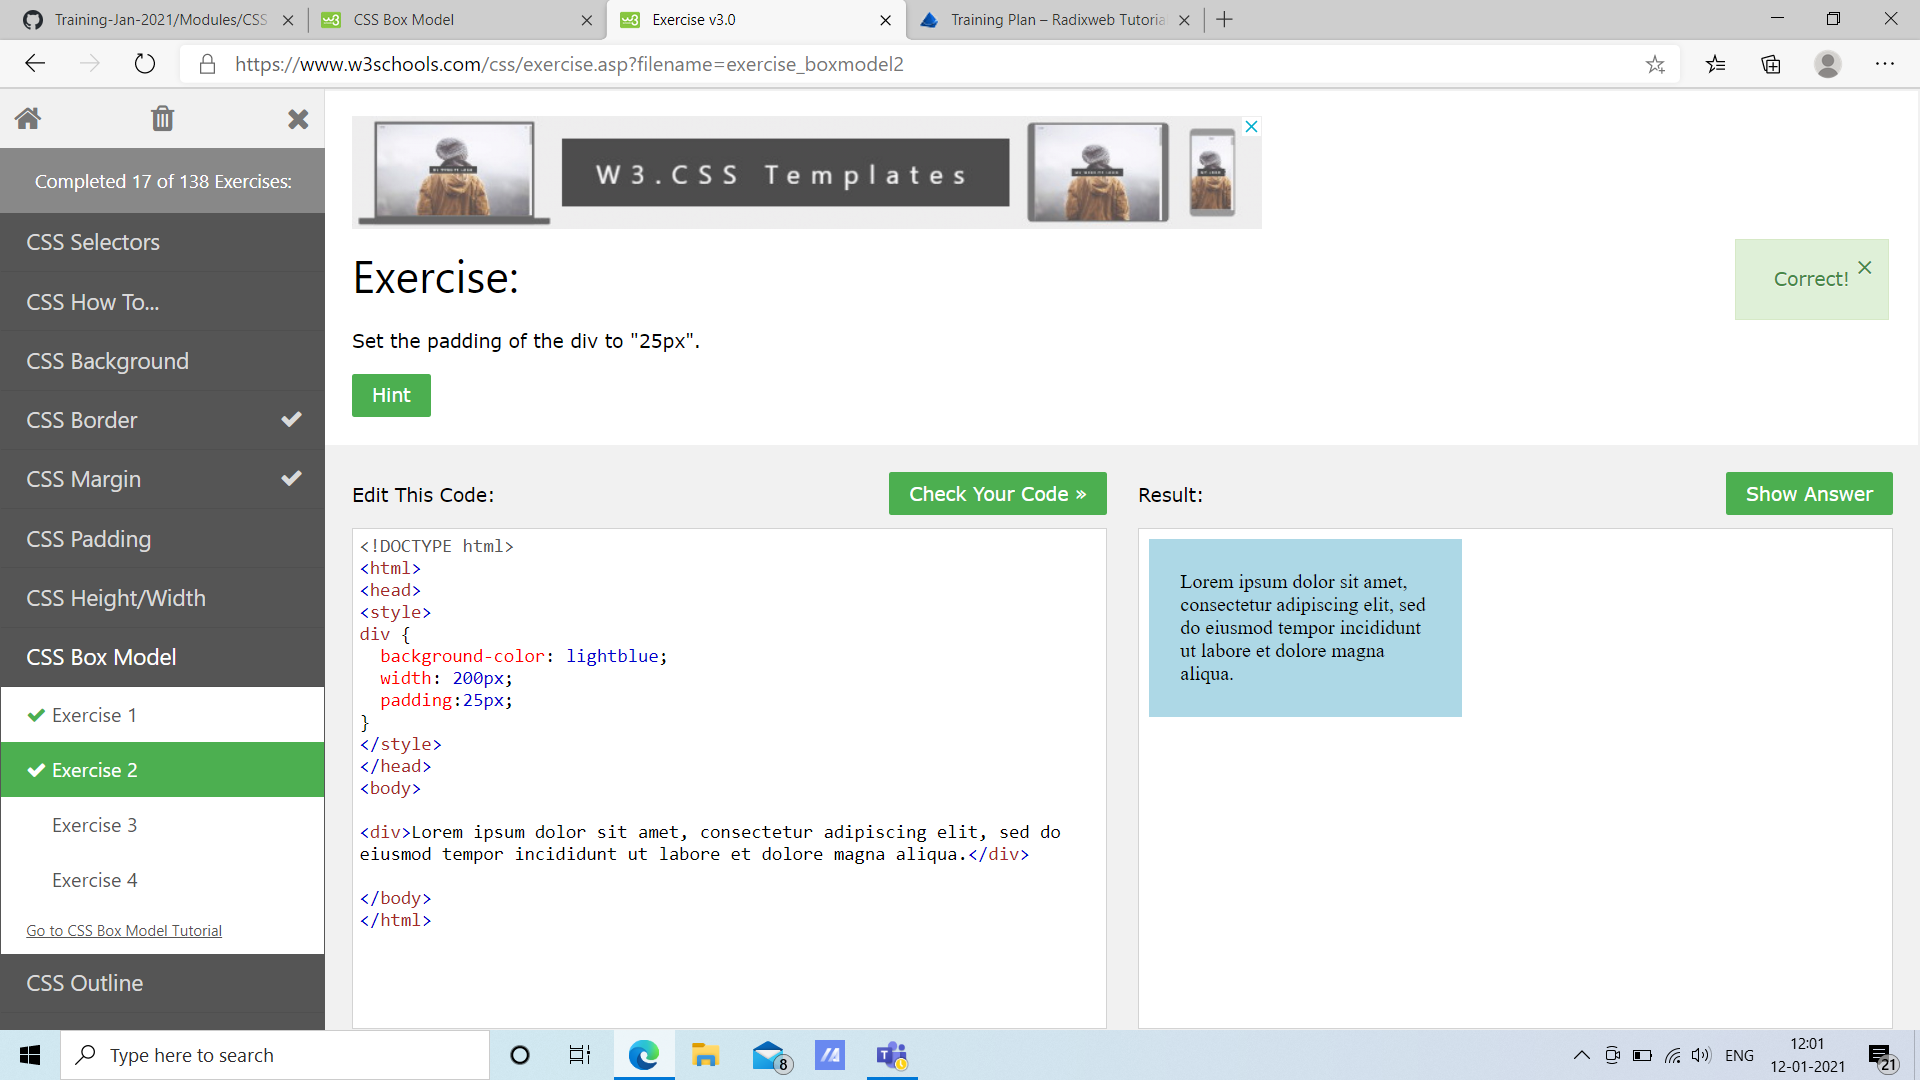 Training-Jan-2021/Modules/CSS
CSS Box Model
Exercise v3.0
Training Plan – Radixweb Tutoria
https://www.w3schools.com/css/exercise.asp?filename=exercise_boxmodel2
Completed 17 of 138 Exercises:
CSS Selectors
CSS How To...
CSS Background
CSS Border
CSS Margin
CSS Padding
CSS Height/Width
CSS Box Model
Exercise 1
Exercise 2
Exercise 3
Exercise 4
Go to CSS Box Model Tutorial
CSS Outline
W3.CSS Templates
Exercise:
Correct!
Set the padding of the div to "25px".
Hint
Edit This Code:
Check Your Code »
<!DOCTYPE html>
<html>
<head>
<style>
div {
  background-color: lightblue;
  width: 200px;
  padding:25px;
}
</style>
</head>
<body>
<div>Lorem ipsum dolor sit amet, consectetur adipiscing elit, sed do
eiusmod tempor incididunt ut labore et dolore magna aliqua.</div>
</body>
</html>
Result:
Show Answer
Lorem ipsum dolor sit amet,
consectetur adipiscing elit, sed
do eiusmod tempor incididunt
ut labore et dolore magna
aliqua.
Type here to search
8
ENG
12:01
12-01-2021
21